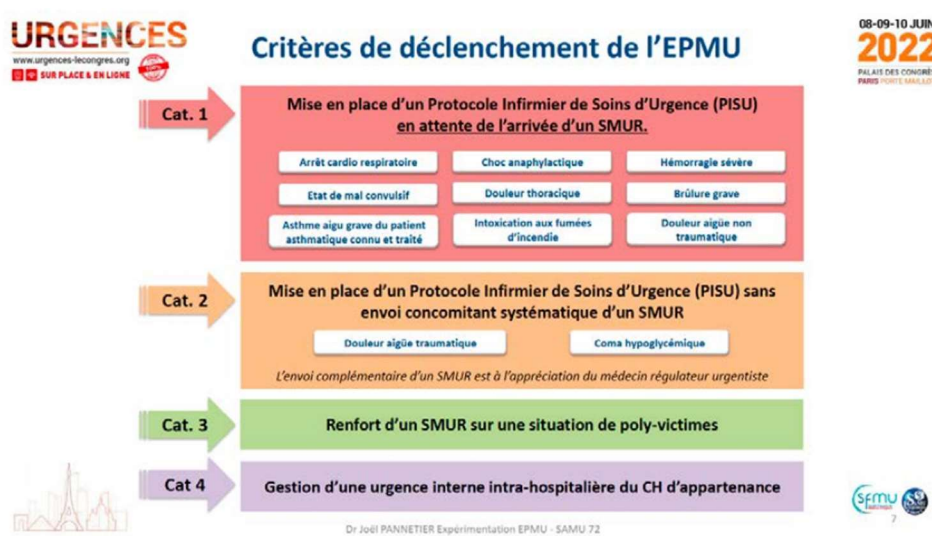 URGENCES
www.urgences-lecongres.org
SUR PLACE & EN LIGNE
Critères de déclenchement de l'EPMU
08-09-10 JUIN
2022
PALAIS DES CONGRÈS
PARIS PORTE MAILLOT
Cat. 1
Mise en place d'un Protocole Infirmier de Soins d'Urgence (PISU)
en attente de l'arrivée d'un SMUR.
Arrêt cardio respiratoire
Choc anaphylactique
Hémorragie sévère
Etat de mal convulsif
Douleur thoracique
Brûlure grave
Asthme aigu grave du patient
asthmatique connu et traité
Intoxication aux fumées
d'incendie
Douleur aigüe non
traumatique
Cat. 2
Mise en place d'un Protocole Infirmier de Soins d'Urgence (PISU) sans
envoi concomitant systématique d'un SMUR
Douleur aigüe traumatique
Coma hypoglycémique
L'envoi complémentaire d'un SMUR est à l'appréciation du médecin régulateur urgentiste
Cat. 3
Renfort d'un SMUR sur une situation de poly-victimes
Cat 4
Gestion d'une urgence interne intra-hospitalière du CH d'appartenance
Dr Joël PANNETIER Expérimentation EPMU - SAMU 72
sfmu
7